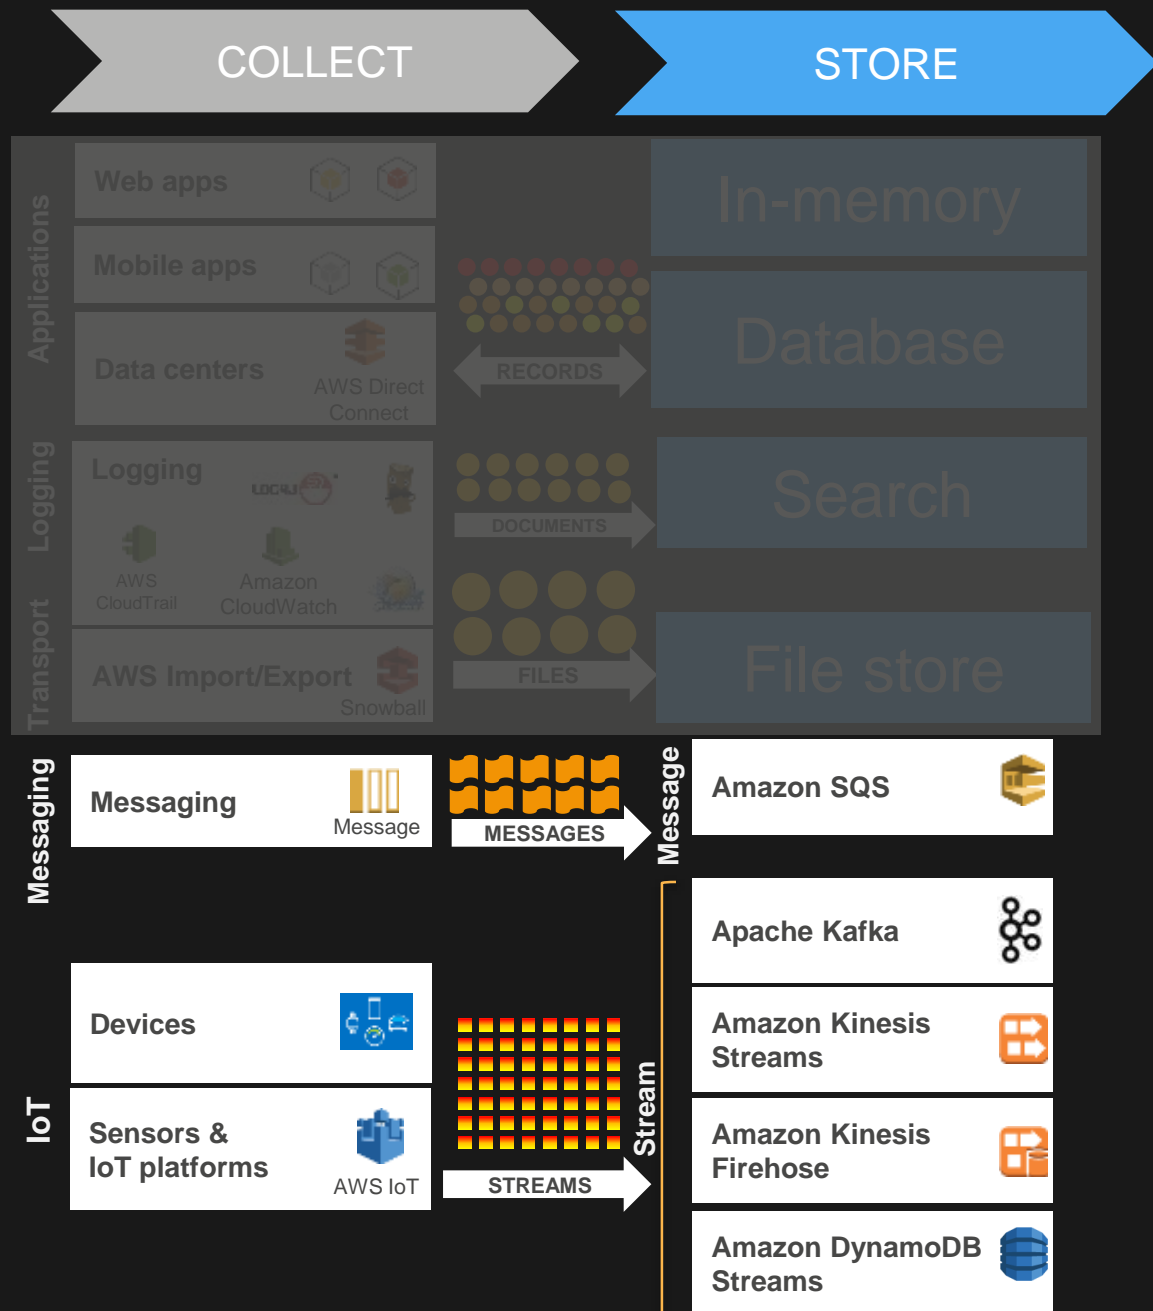 COLLECT
STORE
Applications
Web apps
Mobile apps
Data centers
AWS Direct
Connect
RECORDS
In-memory
Database
Logging
Logging
LOG4J
AWS
CloudTrail
Amazon
CloudWatch
DOCUMENTS
Search
Transport
AWS Import/Export
Snowball
FILES
File store
Messaging
Messaging
Message
MESSAGES
Message
Amazon SQS
IoT
Devices
Sensors &
IoT platforms
AWS IoT
STREAMS
Stream
Apache Kafka
Amazon Kinesis
Streams
Amazon Kinesis
Firehose
Amazon DynamoDB
Streams